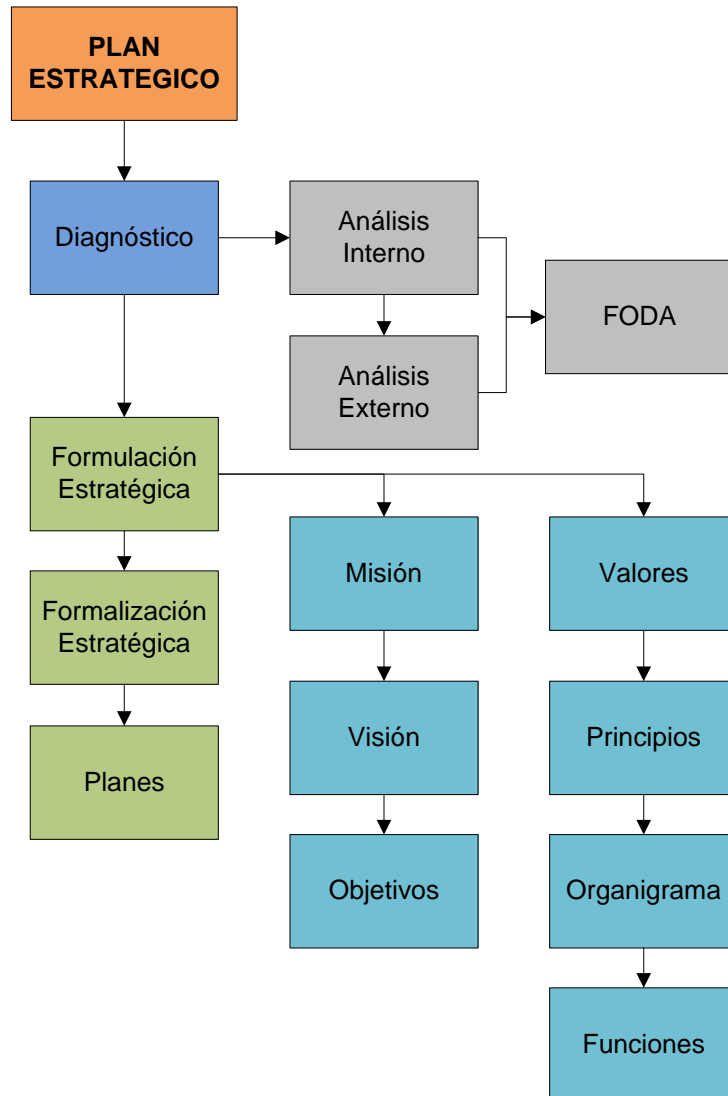 PLAN
ESTRATEGICO
Diagnóstico
Análisis
Interno
FODA
Análisis
Externo
Formulación
Estratégica
Misión
Valores
Formalización
Estratégica
Visión
Principios
Planes
Objetivos
Organigrama
Funciones